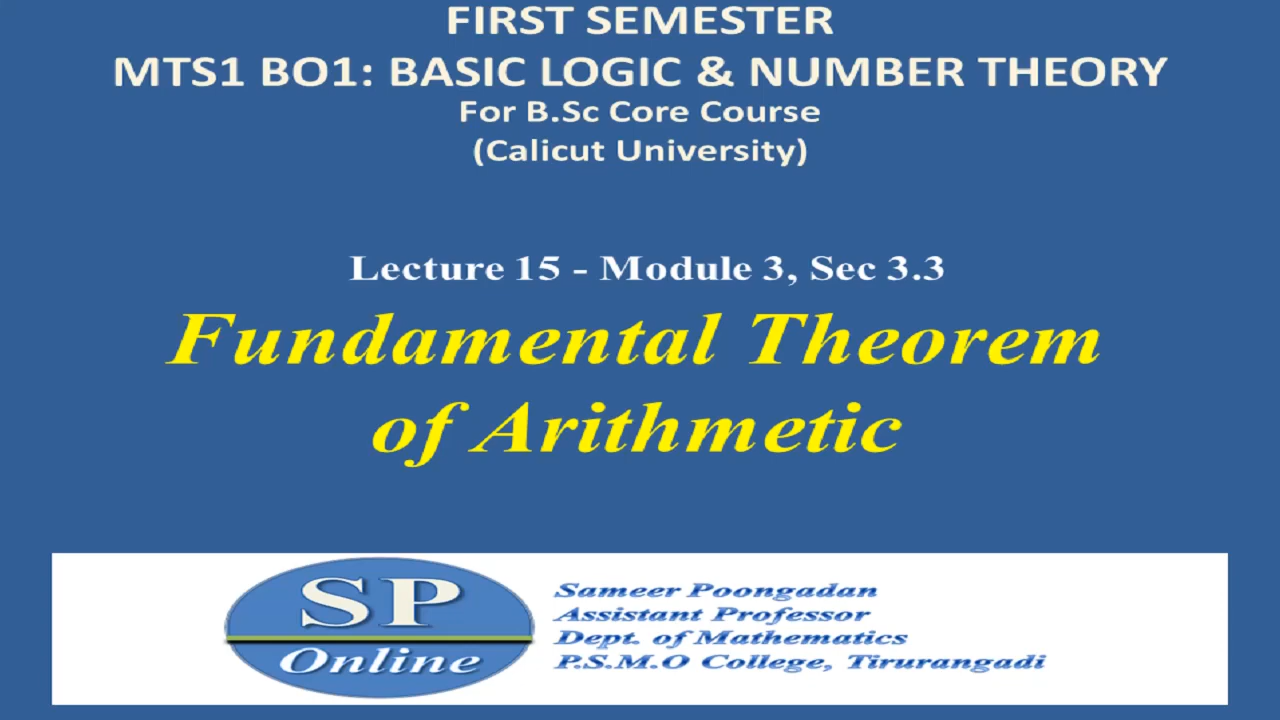 FIRST SEMESTER
MTS1 BO1: BASIC LOGIC & NUMBER THEORY
For B.Sc Core Course
(Calicut University)
Lecture 15 - Module 3, Sec 3.3
Fundamental Theorem
of Arithmetic
SP
Online
Sameer Poongadan
Assistant Professor
Dept. of Mathematics
P.S.M.O College, Tirurangadi